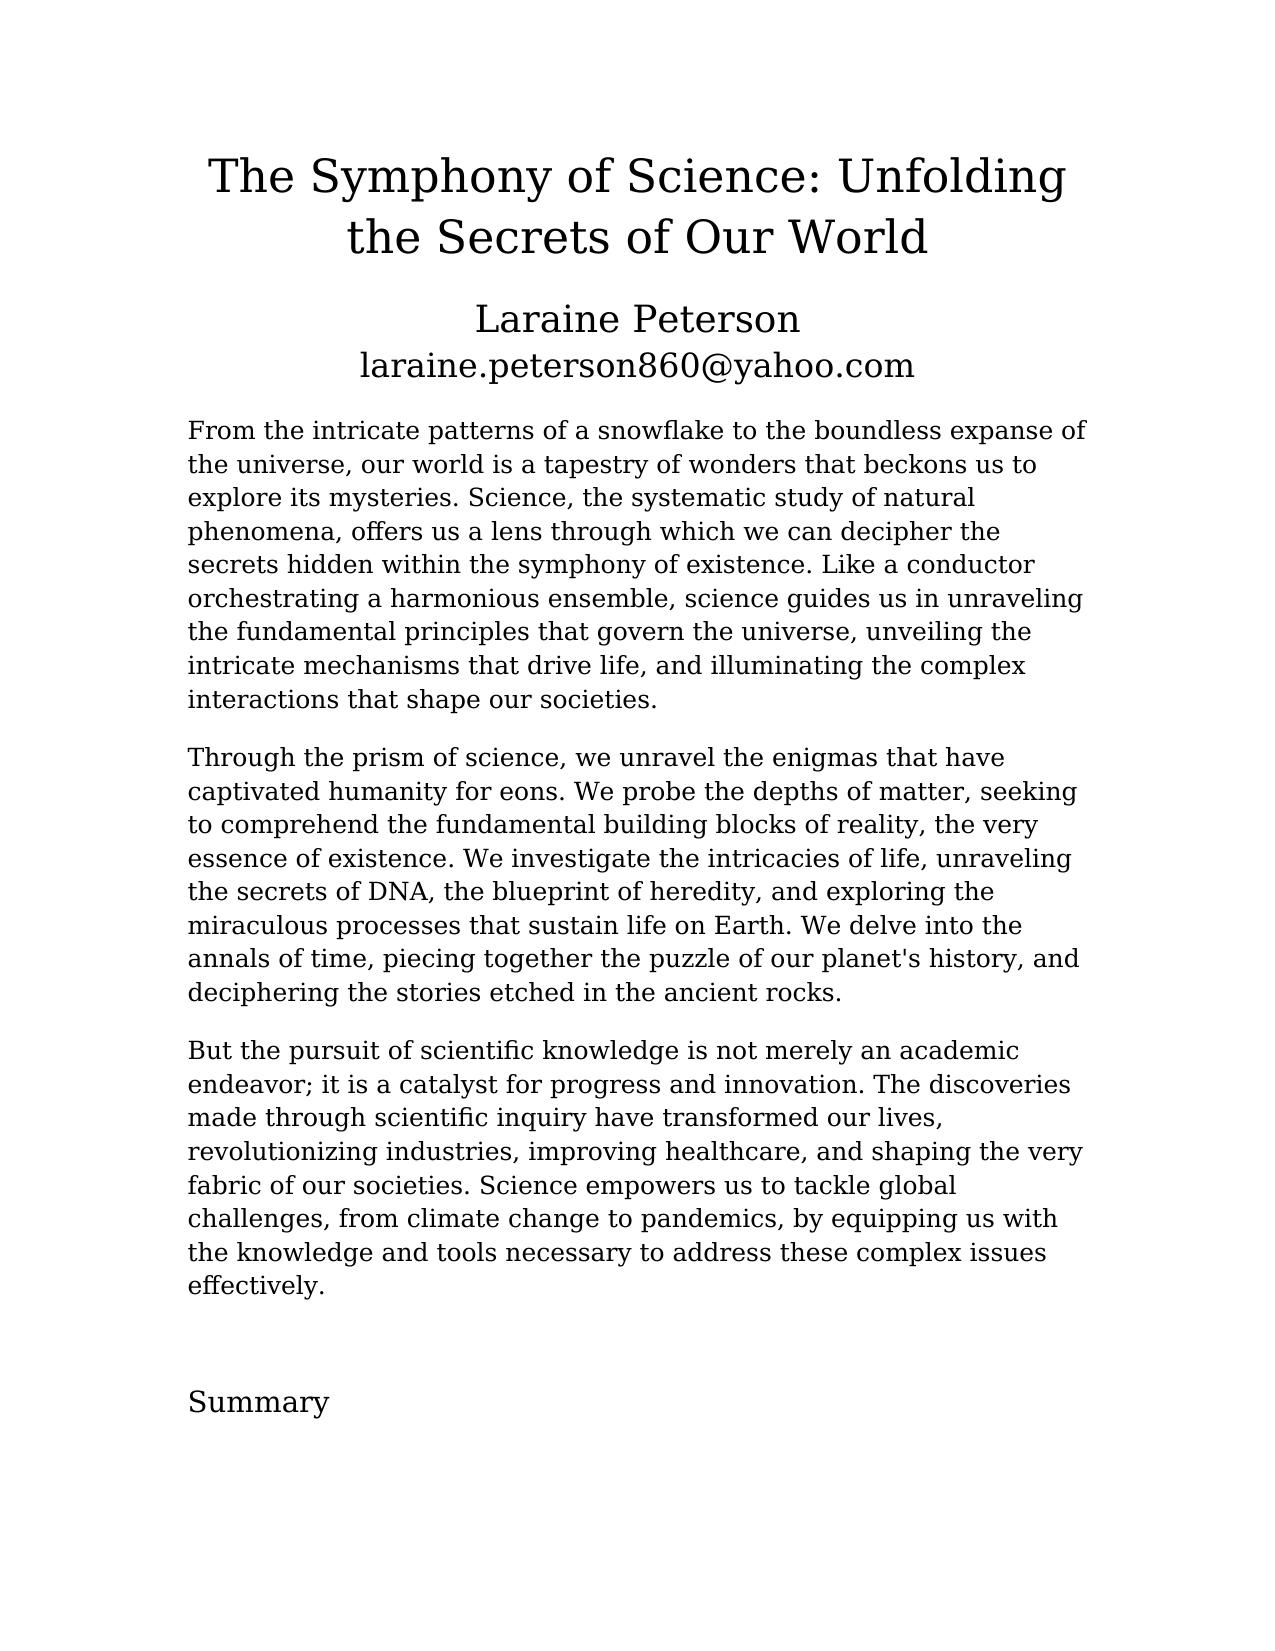 The Symphony of Science: Unfolding
the Secrets of Our World
Laraine Peterson
laraine.peterson860@yahoo.com
From the intricate patterns of a snowflake to the boundless expanse of
the universe, our world is a tapestry of wonders that beckons us to
explore its mysteries. Science, the systematic study of natural
phenomena, offers us a lens through which we can decipher the
secrets hidden within the symphony of existence. Like a conductor
orchestrating a harmonious ensemble, science guides us in unraveling
the fundamental principles that govern the universe, unveiling the
intricate mechanisms that drive life, and illuminating the complex
interactions that shape our societies.
Through the prism of science, we unravel the enigmas that have
captivated humanity for eons. We probe the depths of matter, seeking
to comprehend the fundamental building blocks of reality, the very
essence of existence. We investigate the intricacies of life, unraveling
the secrets of DNA, the blueprint of heredity, and exploring the
miraculous processes that sustain life on Earth. We delve into the
annals of time, piecing together the puzzle of our planet's history, and
deciphering the stories etched in the ancient rocks.
But the pursuit of scientific knowledge is not merely an academic
endeavor; it is a catalyst for progress and innovation. The discoveries
made through scientific inquiry have transformed our lives,
revolutionizing industries, improving healthcare, and shaping the very
fabric of our societies. Science empowers us to tackle global
challenges, from climate change to pandemics, by equipping us with
the knowledge and tools necessary to address these complex issues
effectively.
Summary